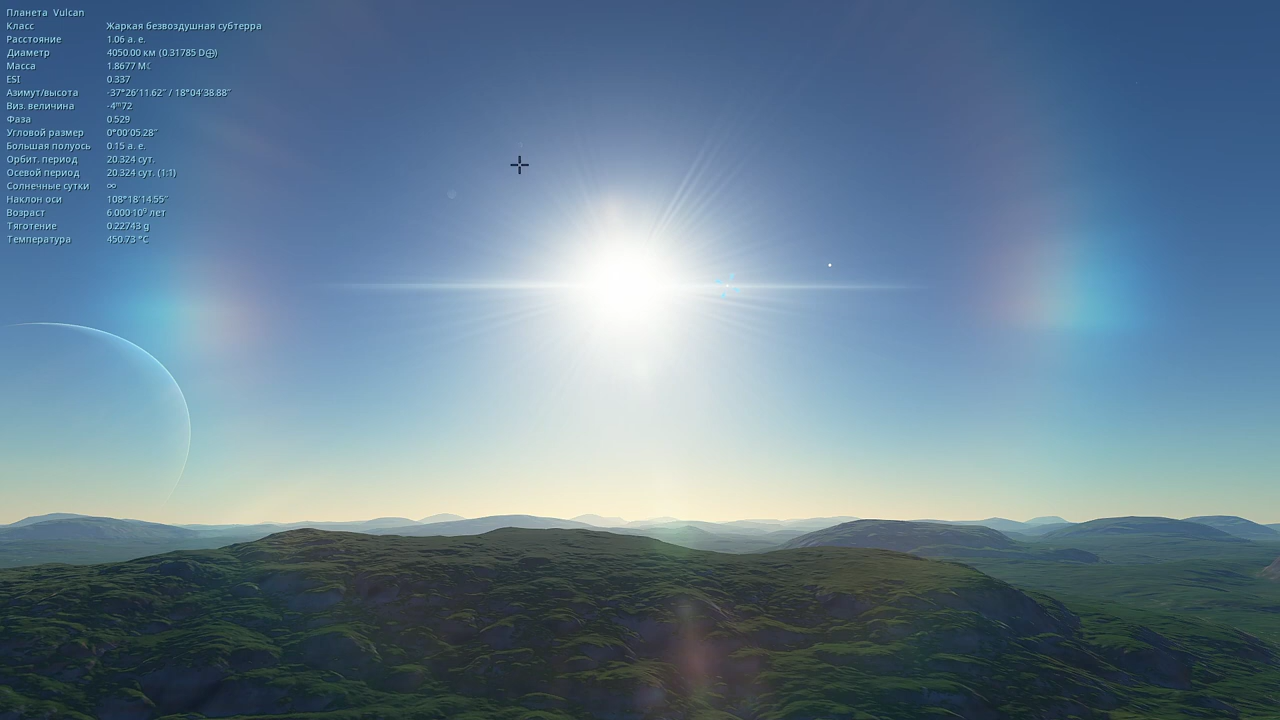 Планета Vulcan
Класс Жаркая безвоздушная субтерра
Расстояние 1.06 а. е.
Диаметр 4050.00 км (0.31785 D⊕)
Масса 1.8677 M☾
ESI 0.337
Азимут/высота -37°26′11.62″ / 18°04′38.88″
Виз. величина -4ᵐ72
Фаза 0.529
Угловой размер 0°00′05.28″
Большая полуось 0.15 а. е.
Орбит. период 20.324 сут.
Осевой период 20.324 сут. (1:1)
Солнечные сутки ∞
Наклон оси 108°18′14.55″
Возраст 6.000 10⁹ лет
Тяготение 0.22743 g
Температура 450.73 °C